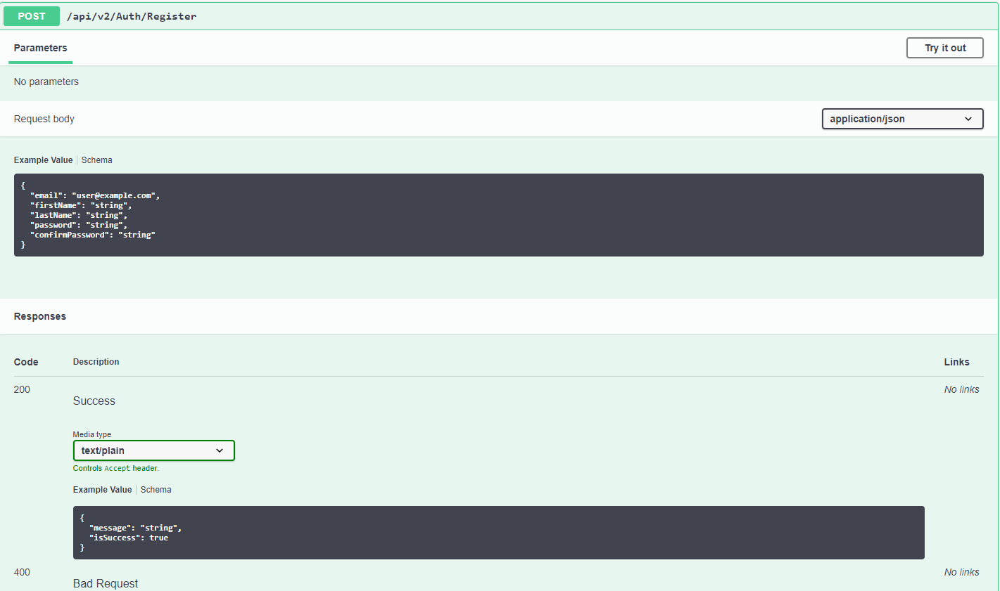 POST /api/v2/Auth/Register
Parameters Try it out
No parameters
Request body application/json
Example Value Schema
{
"email": "user@example.com",
"firstName": "string",
"lastName": "string",
"password": "string",
"confirmPassword": "string"
}
Responses
Code Description Links
200 No links
Success
Media type
text/plain
Controls Accept header.
Example Value Schema
{
"message": "string",
"isSuccess": true
}
400 No links
Bad Request